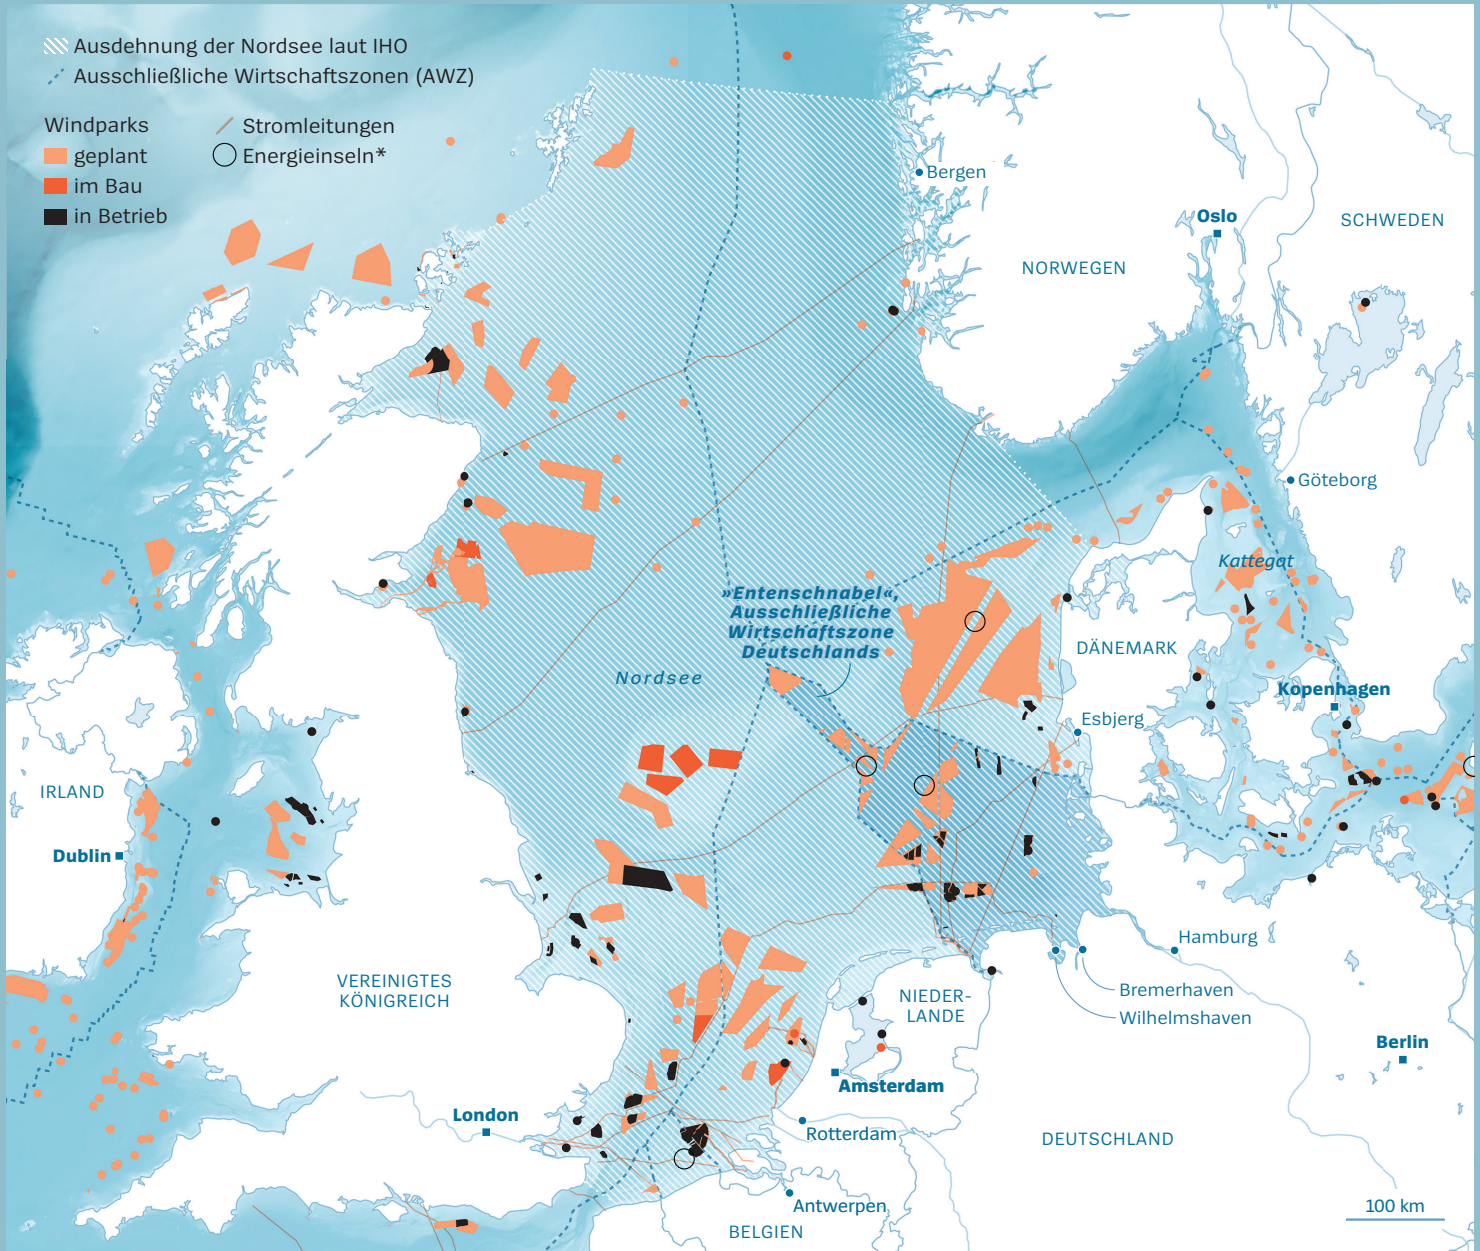 Ausdehnung der Nordsee laut IHO
Ausschließliche Wirtschaftszonen (AWZ)
Windparks
geplant
im Bau
in Betrieb
Stromleitungen
Energieinseln*
Bergen
Oslo
SCHWEDEN
NORWEGEN
Göteborg
Kattegat
»Entenschnabel«,
Ausschließliche
Wirtschaftszone
Deutschlands
Nordsee
DÄNEMARK
Kopenhagen
Esbjerg
IRLAND
Dublin
VEREINIGTES
KÖNIGREICH
Hamburg
Bremerhaven
Wilhelmshaven
NIEDER-
LANDE
Berlin
Amsterdam
London
Rotterdam
DEUTSCHLAND
Antwerpen
BELGIEN
100 km